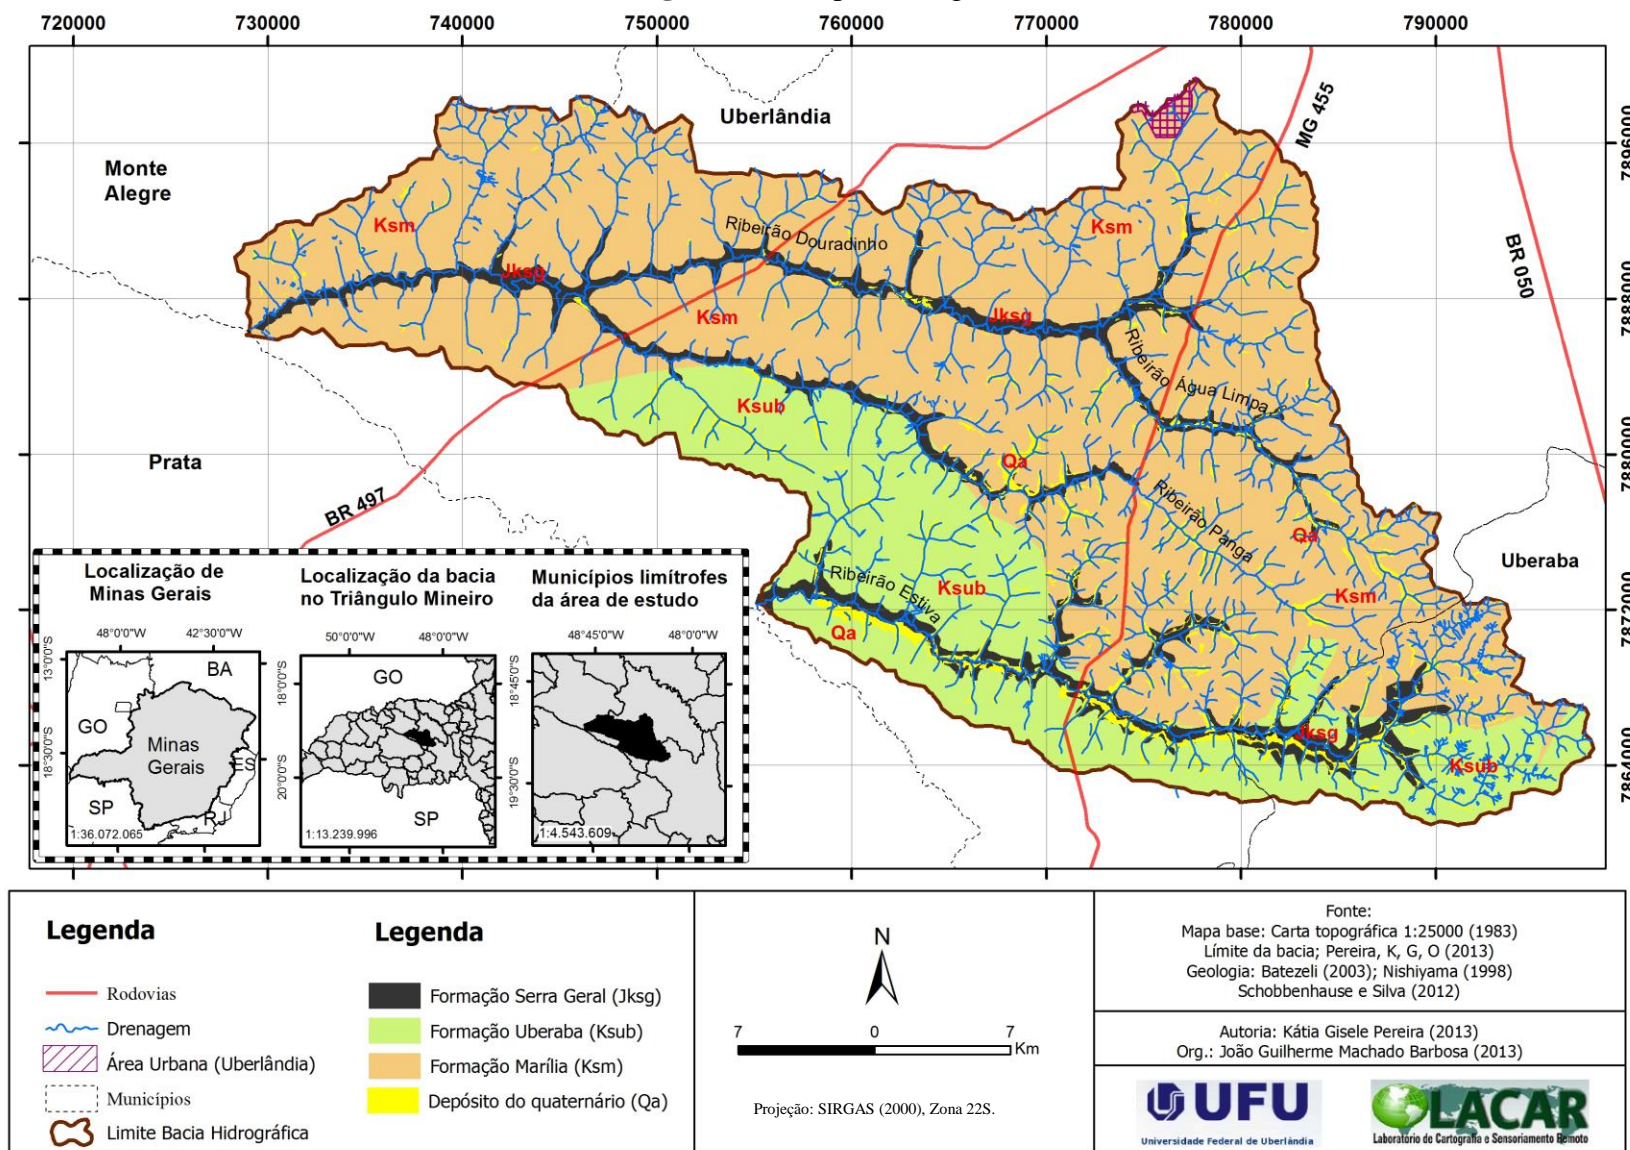 720000 730000 740000 750000 760000 770000 780000 790000
7896000
7888000
7880000
7872000
7864000
Uberlândia
Monte
Alegre
Prata
Uberaba
MG 455
BR 050
BR 497
Ksm
Ksm
Ksm
Ksm
Jksg
Jksg
Jksg
Ksub
Ksub
Ksub
Qa
Qa
Qa
Ribeirão Douradinho
Ribeirão Água Limpa
Ribeirão Panga
Ribeirão Estiva
Localização de
Minas Gerais
48°0'0"W 42°30'0"W
13°0'0"S
18°30'0"S
BA
GO
Minas
Gerais
ES
SP
RJ
1:36.072.065
Localização da bacia
no Triângulo Mineiro
50°0'0"W 48°0'0"W
18°0'0"S
20°0'0"S
GO
SP
1:13.239.996
Municípios limítrofes
da área de estudo
48°45'0"W 48°0'0"W
18°45'0"S
19°30'0"S
1:4.543.609
Legenda
Rodovias
Drenagem
Área Urbana (Uberlândia)
Municípios
Limite Bacia Hidrográfica
Legenda
Formação Serra Geral (Jksg)
Formação Uberaba (Ksub)
Formação Marília (Ksm)
Depósito do quaternário (Qa)
N
7 0 7
Km
Projeção: SIRGAS (2000), Zona 22S.
Fonte:
Mapa base: Carta topográfica 1:25000 (1983)
Límite da bacia; Pereira, K, G, O (2013)
Geologia: Batezeli (2003); Nishiyama (1998)
Schobbenhause e Silva (2012)
Autoria: Kátia Gisele Pereira (2013)
Org.: João Guilherme Machado Barbosa (2013)
UFU
Universidade Federal de Uberlândia
LACAR
Laboratório de Cartografia e Sensoriamento Remoto